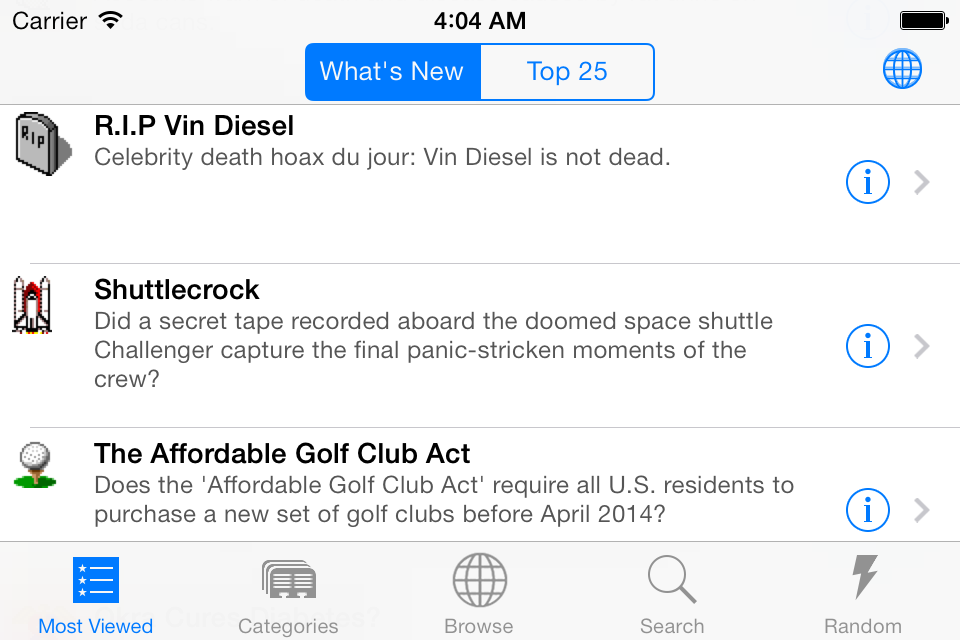 Carrier 4:04 AM
What's New Top 25
RIP
R.I.P Vin Diesel
Celebrity death hoax du jour: Vin Diesel is not dead.
Shuttlecrock
Did a secret tape recorded aboard the doomed space shuttle
Challenger capture the final panic-stricken moments of the
crew?
The Affordable Golf Club Act
Does the 'Affordable Golf Club Act' require all U.S. residents to
purchase a new set of golf clubs before April 2014?
Cures Diabetes?
Most Viewed Categories Browse Search Random